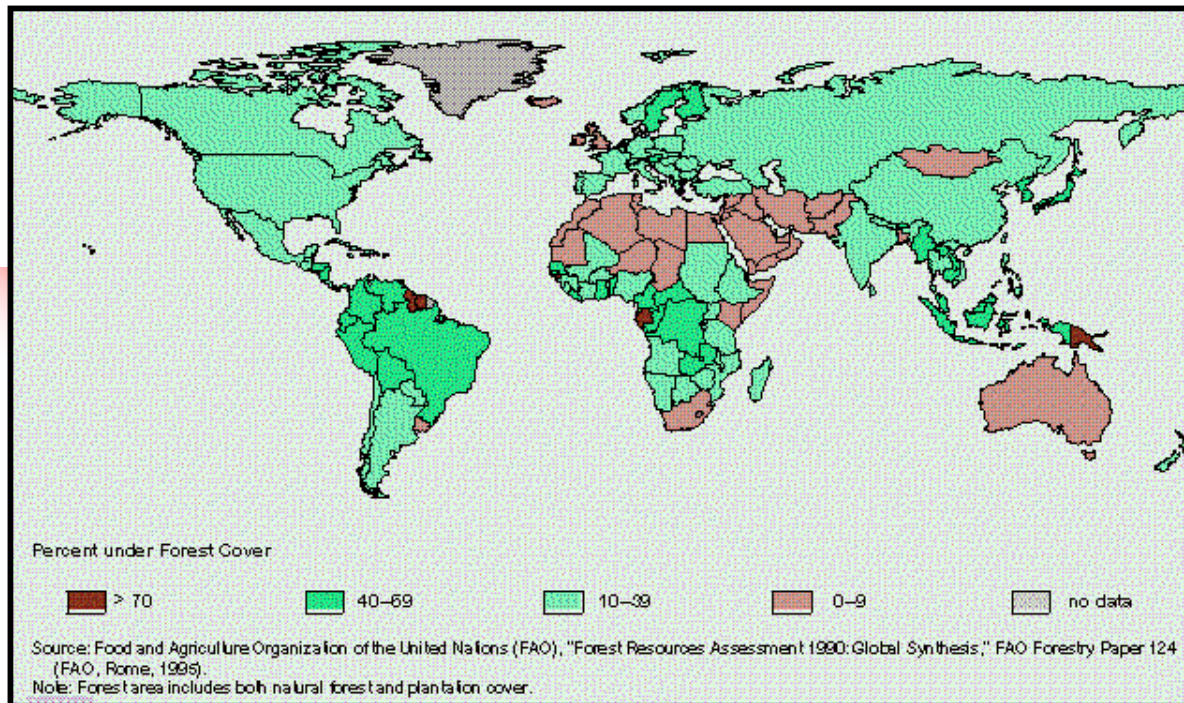 Percent under Forest Cover
> 70
40–69
10–39
0–9
no data
Source: Food and Agriculture Organization of the United Nations (FAO), "Forest Resources Assessment 1990: Global Synthesis," FAO Forestry Paper 124
(FAO, Rome, 1995).
Note: Forest area includes both natural forest and plantation cover.